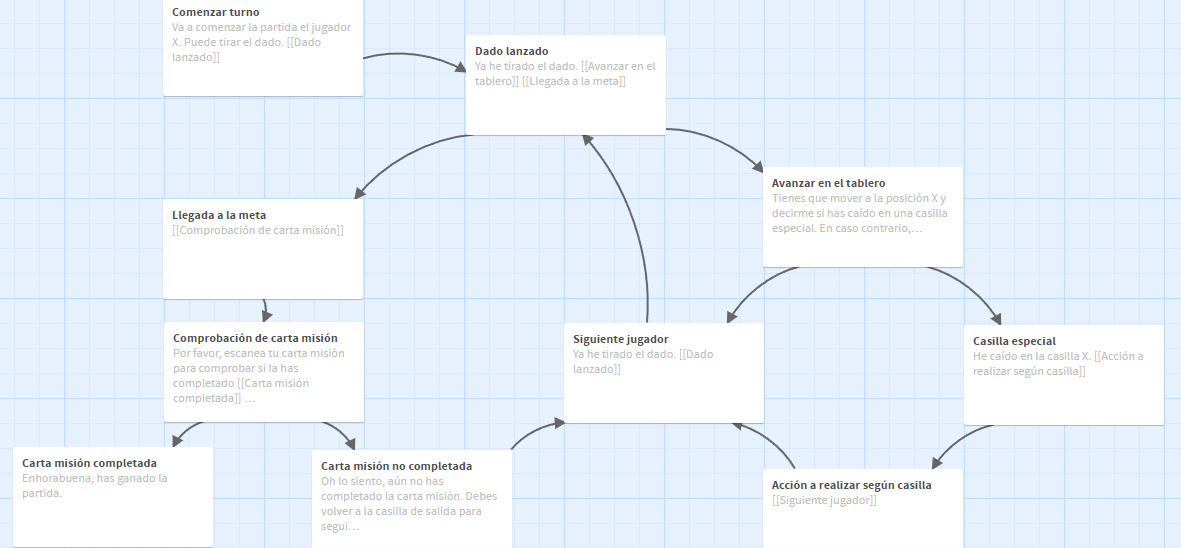 Comenzar turno
Va a comenzar la partida el jugador
X. Puede tirar el dado. [[Dado
lanzado]]
Dado lanzado
Ya he tirado el dado. [[Avanzar en el
tablero]] [[Llegada a la meta]]
Avanzar en el tablero
Tienes que mover a la posición X y
decirme si has caído en una casilla
especial. En caso contrario,…
Llegada a la meta
[[Comprobación de carta misión]]
Comprobación de carta misión
Por favor, escanea tu carta misión
para comprobar si la has
completado [[Carta misión
completada]] …
Siguiente jugador
Ya he tirado el dado. [[Dado
lanzado]]
Casilla especial
He caído en la casilla X. [[Acción a
realizar según casilla]]
Carta misión completada
Enhorabuena, has ganado la
partida.
Carta misión no completada
Oh lo siento, aún no has
completado la carta misión. Debes
volver a la casilla de salida para
segui…
Acción a realizar según casilla
[[Siguiente jugador]]